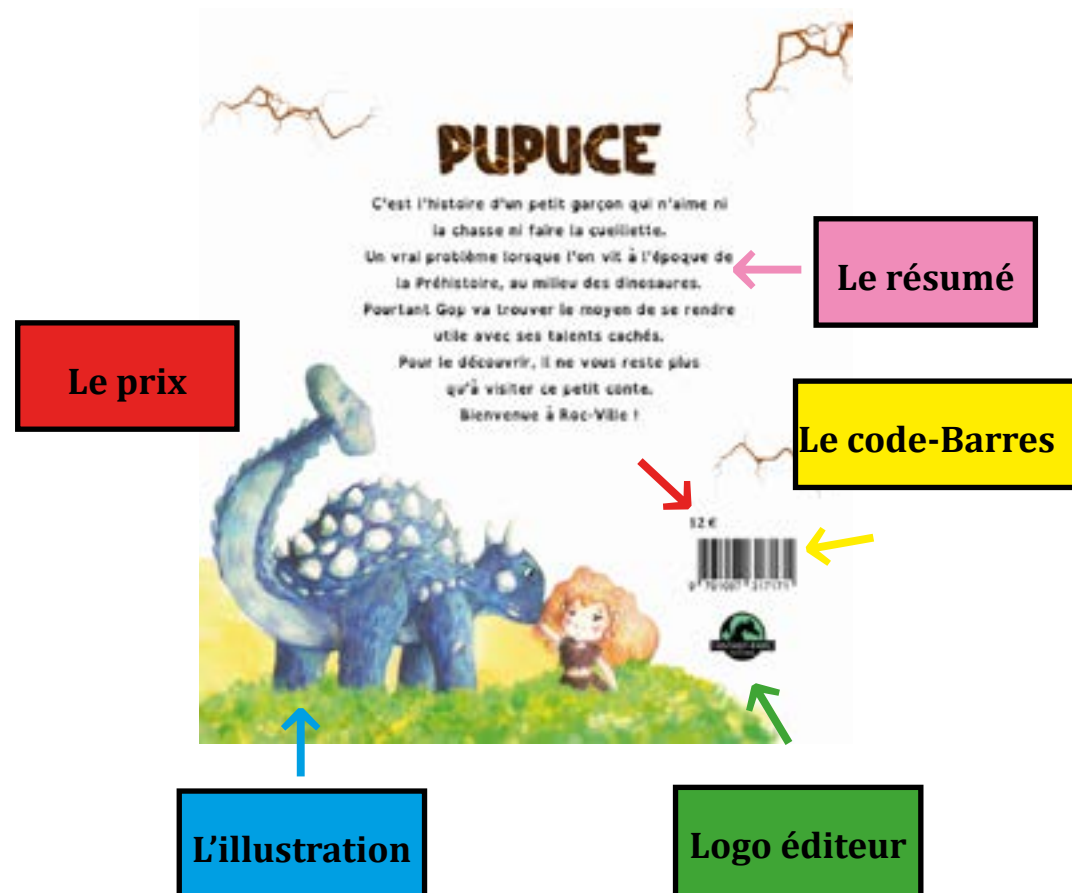 PUPUCE
C'est l'histoire d'un petit garçon qui n'aime ni
la chasse ni faire la cueillette.
Un vrai problème lorsque l'on vit à l'époque de
la Préhistoire, au milieu des dinosaures.
Pourtant Gop va trouver le moyen de se rendre
utile avec ses talents cachés.
Pour le découvrir, il ne vous reste plus
qu'à visiter ce petit conte.
Bienvenue à Roc-Ville !
Le résumé
Le prix
Le code-Barres
12 €
L'illustration
Logo éditeur